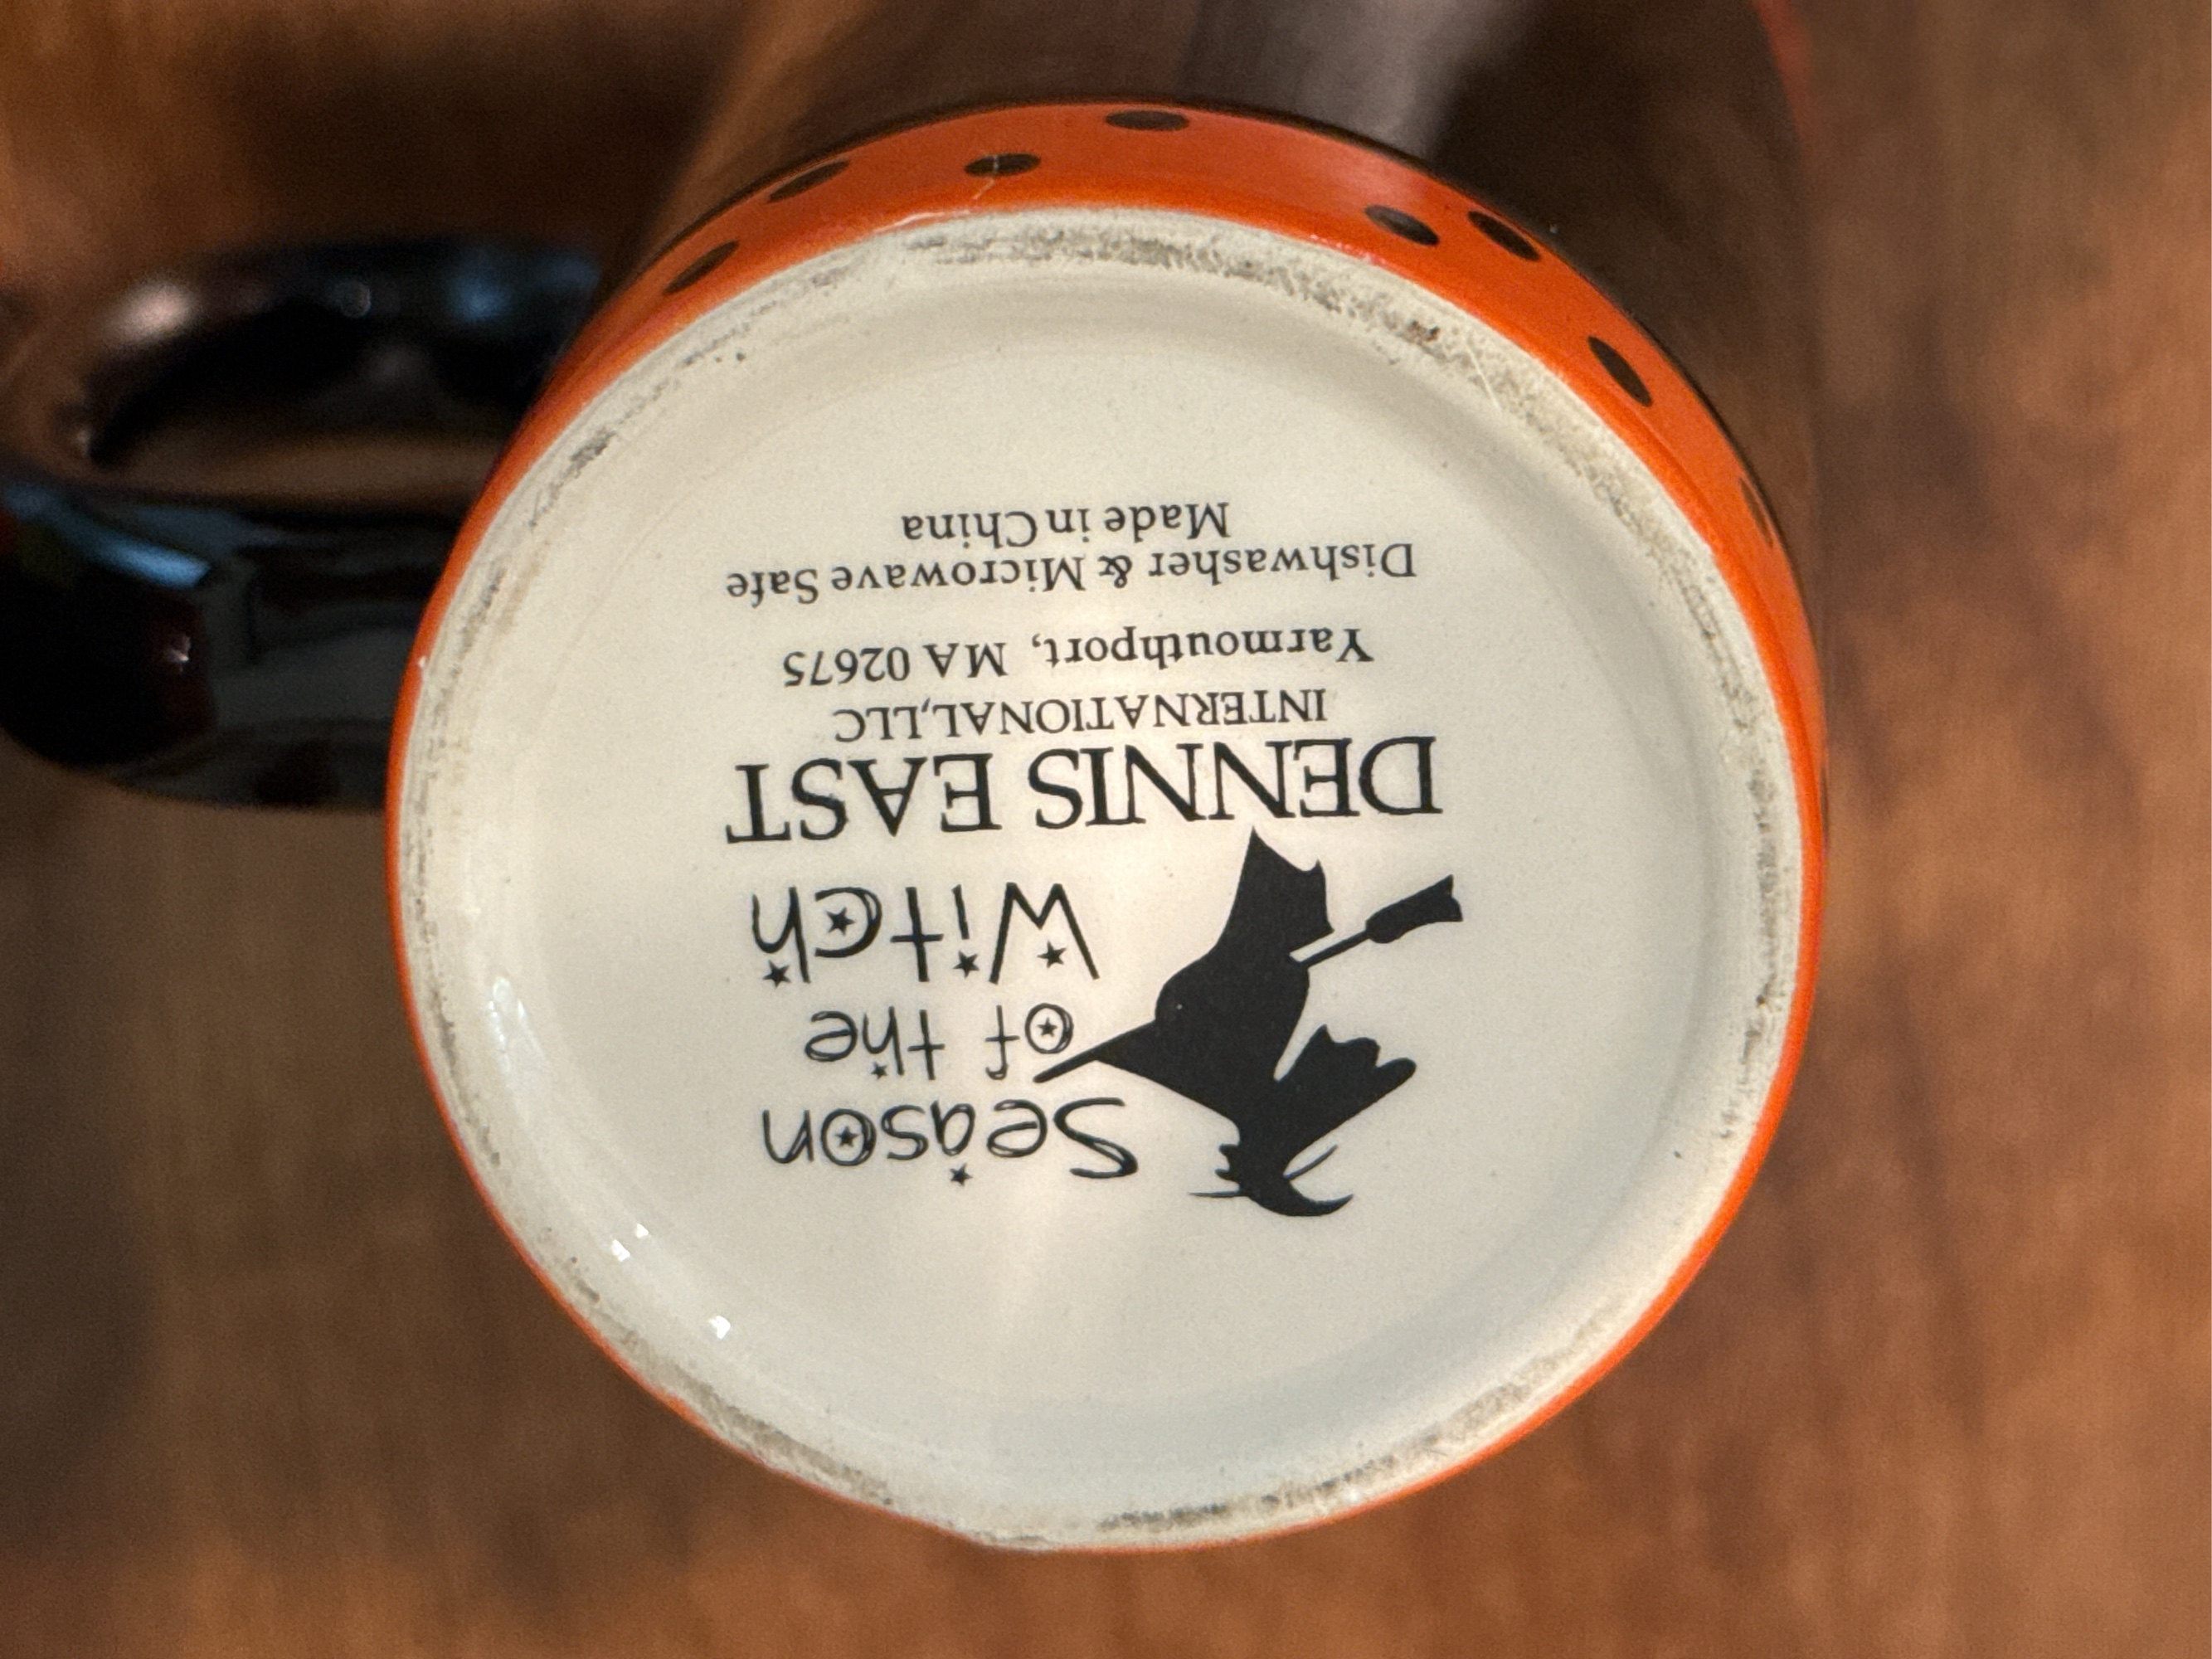 Season
of the
Witch
DENNIS EAST
INTERNATIONAL,LLC
Yarmouthport, MA 02675
Dishwasher & Microwave Safe
Made in China